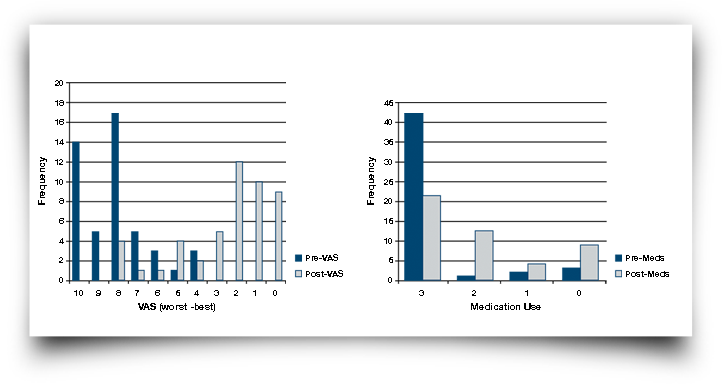 20
18
16
14
12
10
8
6
4
2
0
Frequency
10 9 8 7 6 5 4 3 2 1 0
VAS (worst -best)
Pre-VAS
Post-VAS
45
40
35
30
25
20
15
10
5
0
Frequency
3 2 1 0
Medication Use
Pre-Meds
Post-Meds